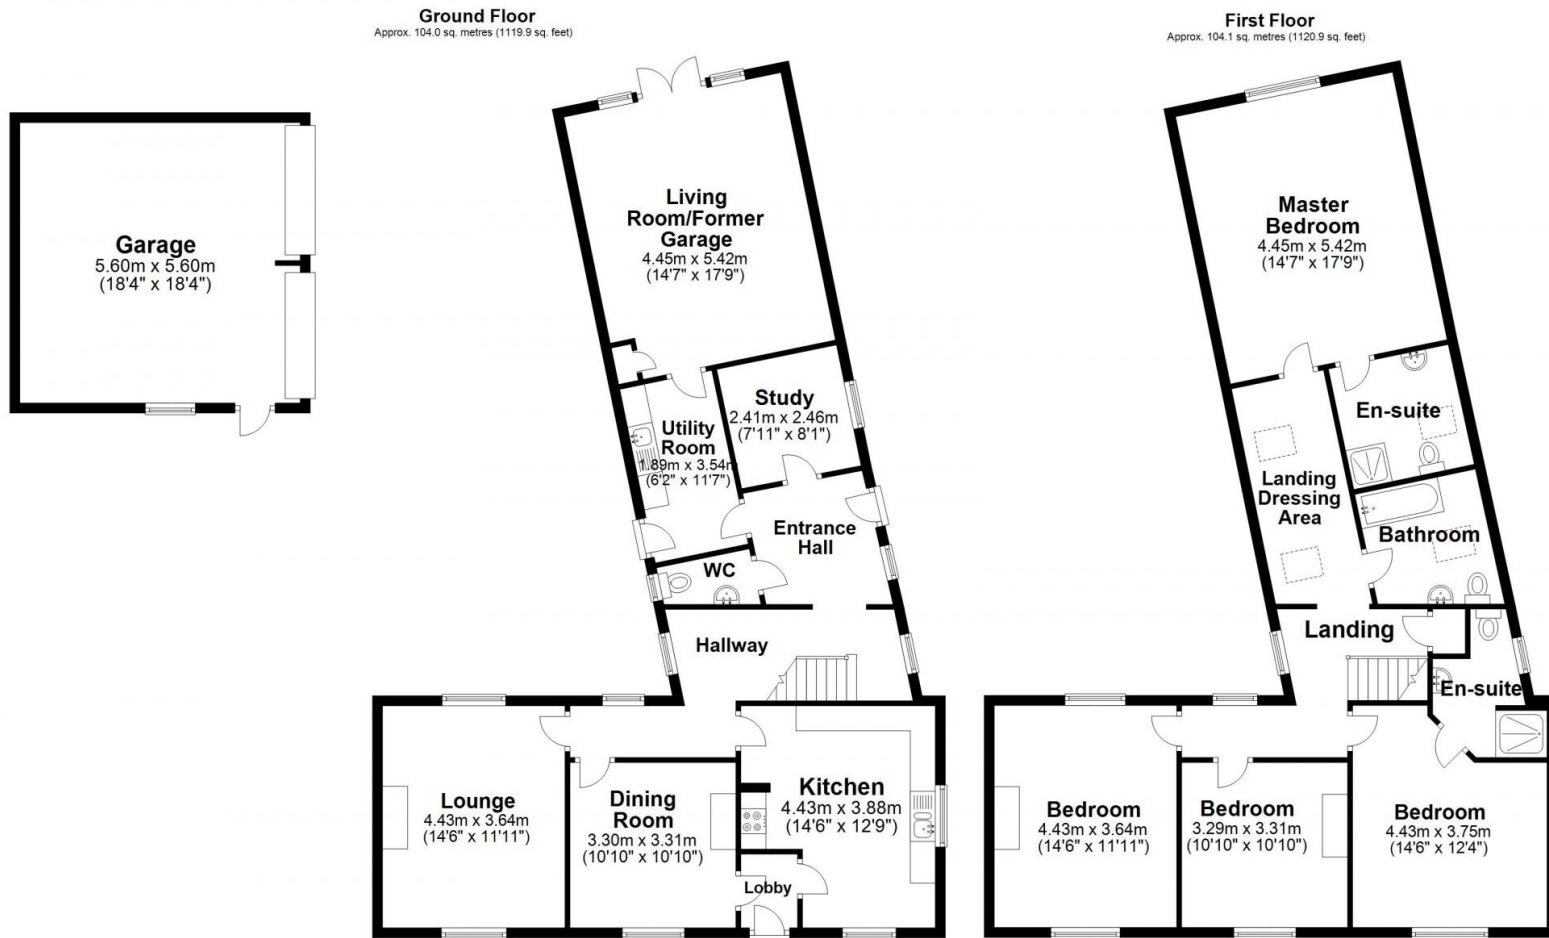 Ground Floor
Approx. 104.0 sq. metres (1119.9 sq. feet)
Garage
5.60m x 5.60m
(18'4" x 18'4")
Living
Room/Former
Garage
4.45m x 5.42m
(14'7" x 17'9")
Study
2.41m x 2.46m
(7'11" x 8'1")
Utility
Room
1.89m x 3.54m
(6'2" x 11'7")
Entrance
Hall
WC
Hallway
Lounge
4.43m x 3.64m
(14'6" x 11'11")
Dining
Room
3.30m x 3.31m
(10'10" x 10'10")
Kitchen
4.43m x 3.88m
(14'6" x 12'9")
Lobby
First Floor
Approx. 104.1 sq. metres (1120.9 sq. feet)
Master
Bedroom
4.45m x 5.42m
(14'7" x 17'9")
En-suite
Landing
Dressing
Area
Bathroom
Landing
En-suite
Bedroom
4.43m x 3.64m
(14'6" x 11'11")
Bedroom
3.29m x 3.31m
(10'10" x 10'10")
Bedroom
4.43m x 3.75m
(14'6" x 12'4")